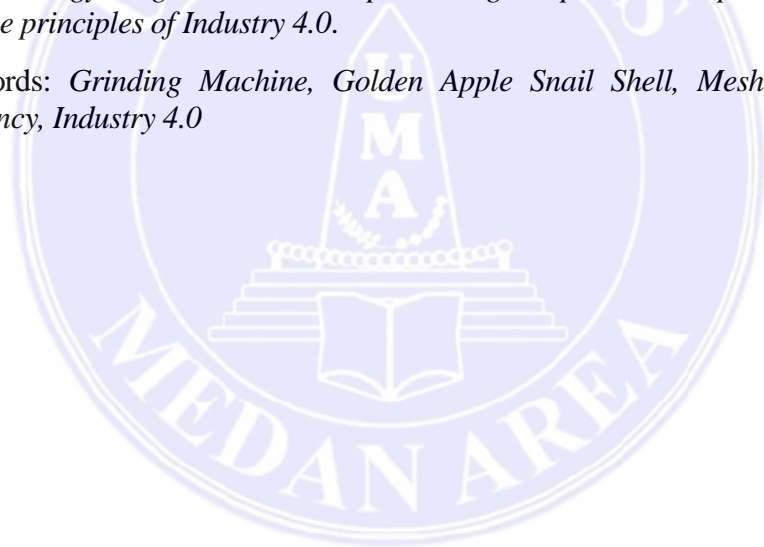 e principles of Industry 4.0.
ords: Grinding Machine, Golden Apple Snail Shell, Mesh
ncy, Industry 4.0
U
M
A
MEDAN AREA